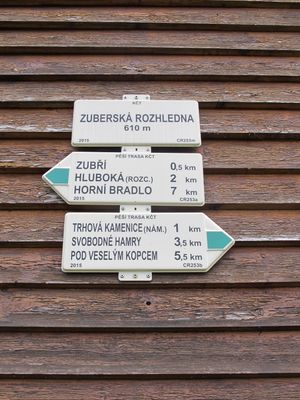 KČT
ZUBERSKÁ ROZHLEDNA
610 m
2015 CR253m
PĚŠÍ TRASA KČT
ZUBŘÍ 0,5 km
HLUBOKÁ (ROZC.) 2 km
HORNÍ BRADLO 7 km
2015 CR253a
PĚŠÍ TRASA KČT
TRHOVÁ KAMENICE (NÁM.) 1 km
SVOBODNÉ HAMRY 3,5 km
POD VESELÝM KOPCEM 5,5 km
2015 CR253b